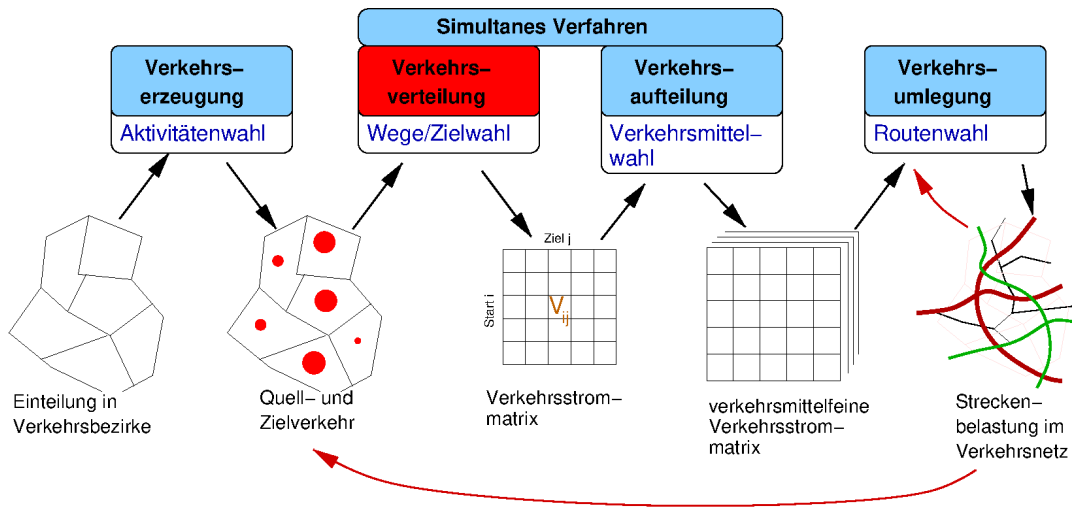 Simultanes Verfahren
Verkehrs–
erzeugung
Aktivitätenwahl
Verkehrs–
verteilung
Wege/Zielwahl
Verkehrs–
aufteilung
Verkehrsmittel–
wahl
Verkehrs–
umlegung
Routenwahl
Einteilung in
Verkehrsbezirke
Quell– und
Zielverkehr
Ziel j
Start i
V_ij
Verkehrsstrom–
matrix
verkehrsmittelfeine
Verkehrsstrom–
matrix
Strecken–
belastung im
Verkehrsnetz